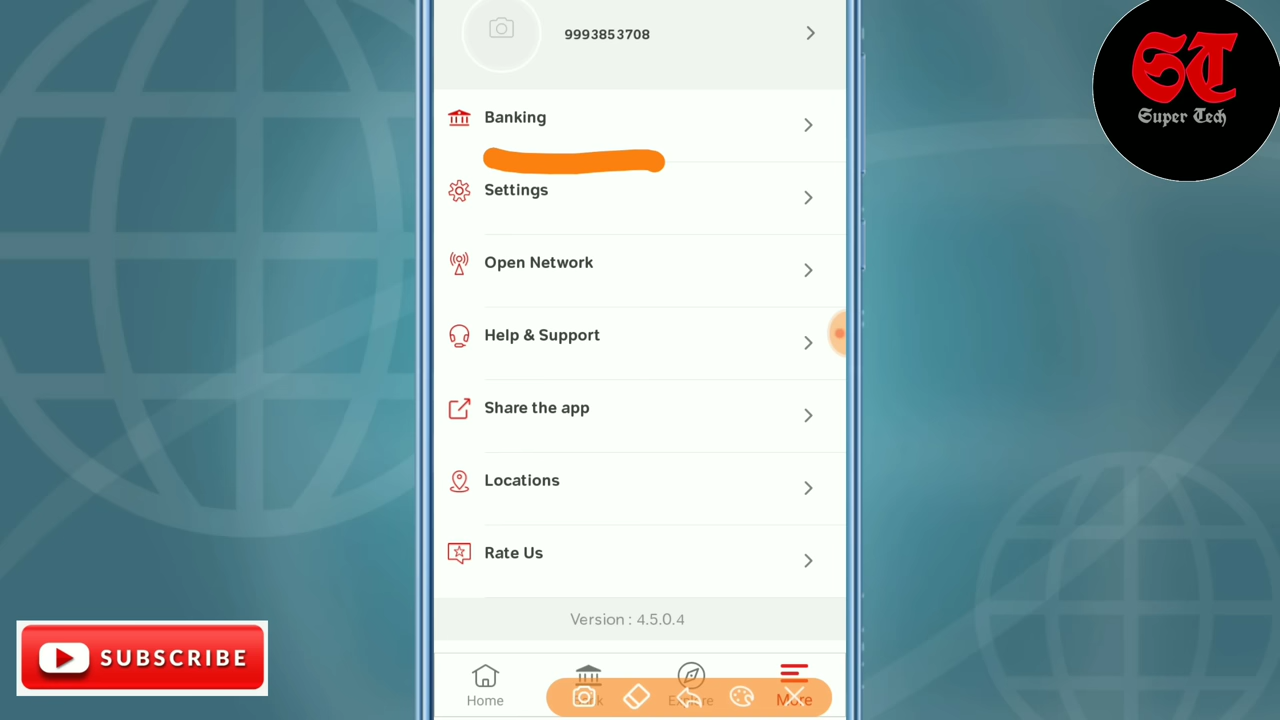 9993853708
ST
Super Tech
Banking
Settings
Open Network
Help & Support
Share the app
Locations
Rate Us
Version : 4.5.0.4
SUBSCRIBE
Home
Explore
More